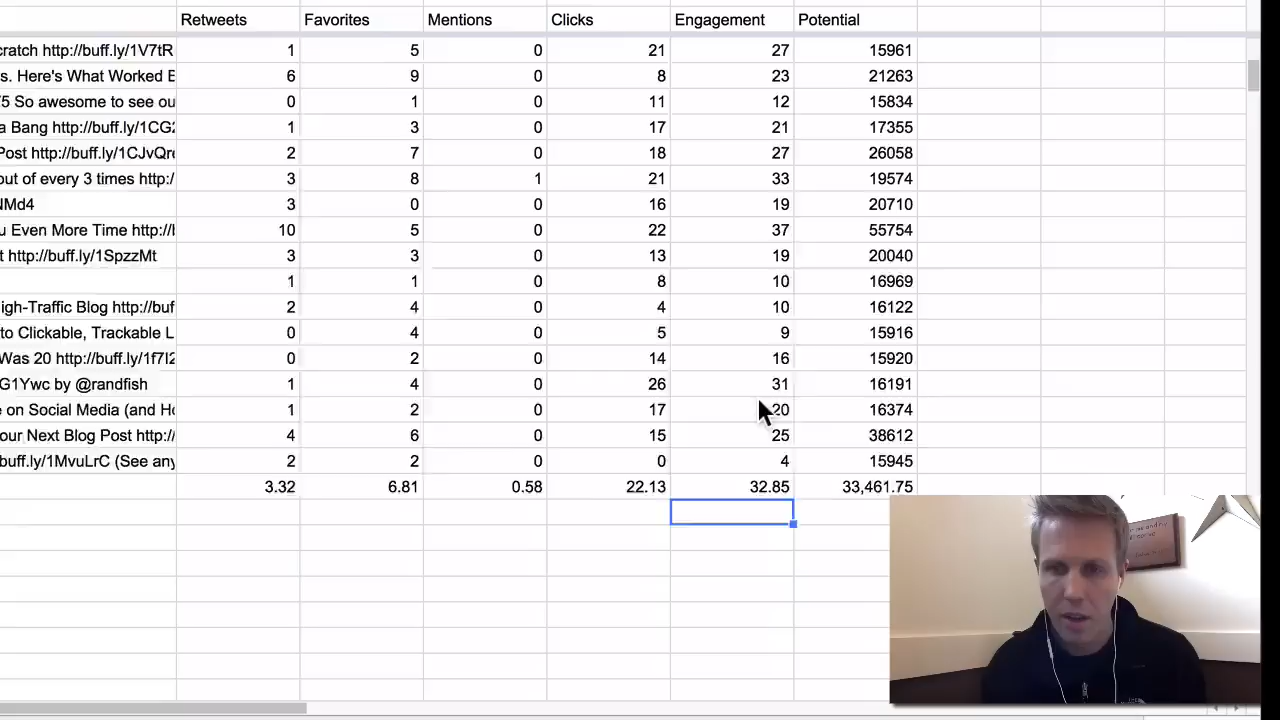 Retweets Favorites Mentions Clicks Engagement Potential
cratch http://buff.ly/1V7tR 1 5 0 21 27 15961
s. Here's What Worked B 6 9 0 8 23 21263
/5 So awesome to see ou 0 1 0 11 12 15834
a Bang http://buff.ly/1CG2 1 3 0 17 21 17355
Post http://buff.ly/1CJvQre 2 7 0 18 27 26058
out of every 3 times http:/ 3 8 1 21 33 19574
NMd4 3 0 0 16 19 20710
u Even More Time http://b 10 5 0 22 37 55754
t http://buff.ly/1SpzzMt 3 3 0 13 19 20040
1 1 0 8 10 16969
igh-Traffic Blog http://buf 2 4 0 4 10 16122
to Clickable, Trackable L 0 4 0 5 9 15916
Was 20 http://buff.ly/1f7I2 0 2 0 14 16 15920
G1Ywc by @randfish 1 4 0 26 31 16191
e on Social Media (and Ho 1 2 0 17 20 16374
our Next Blog Post http:// 4 6 0 15 25 38612
buff.ly/1MvuLrC (See any 2 2 0 0 4 15945
3.32 6.81 0.58 22.13 32.85 33,461.75